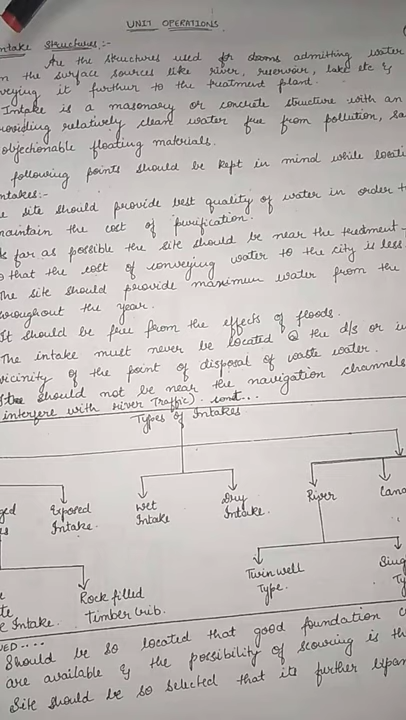 UNIT OPERATIONS
ntake Structures:-
Are the structures used for admitting water
m the surface sources like river, reservoir, lake etc &
veying it further to the treatment plant.
Intake is a masonary or concrete structure with an
roviding relatively clean water free from pollution, sa
objectionable floating materials.
following points should be kept in mind while locati
ntakes:-
e site should provide best quality of water in order t
maintain the cost of purification.
s far as possible the site should be near the treatment
o that the cost of conveying water to the city is less.
The site should provide maximum water from the
throughout the year.
It should be free from the effects of floods.
The intake must never be located @ the d/s or i
vicinity of the point of disposal of waste water.
should not be near the navigation channels
interfere with river Traffic). cont...
Types of Intakes
ged Exposed Intake. Wet Intake Dry Intake. River Cana
Rock filled Timber Crib. Twin well Type. Sing Ty
e Intake.
UED....
Should be so located that good foundation c
are available & the possibility of scouring is th
Site should be so selected that its further expan